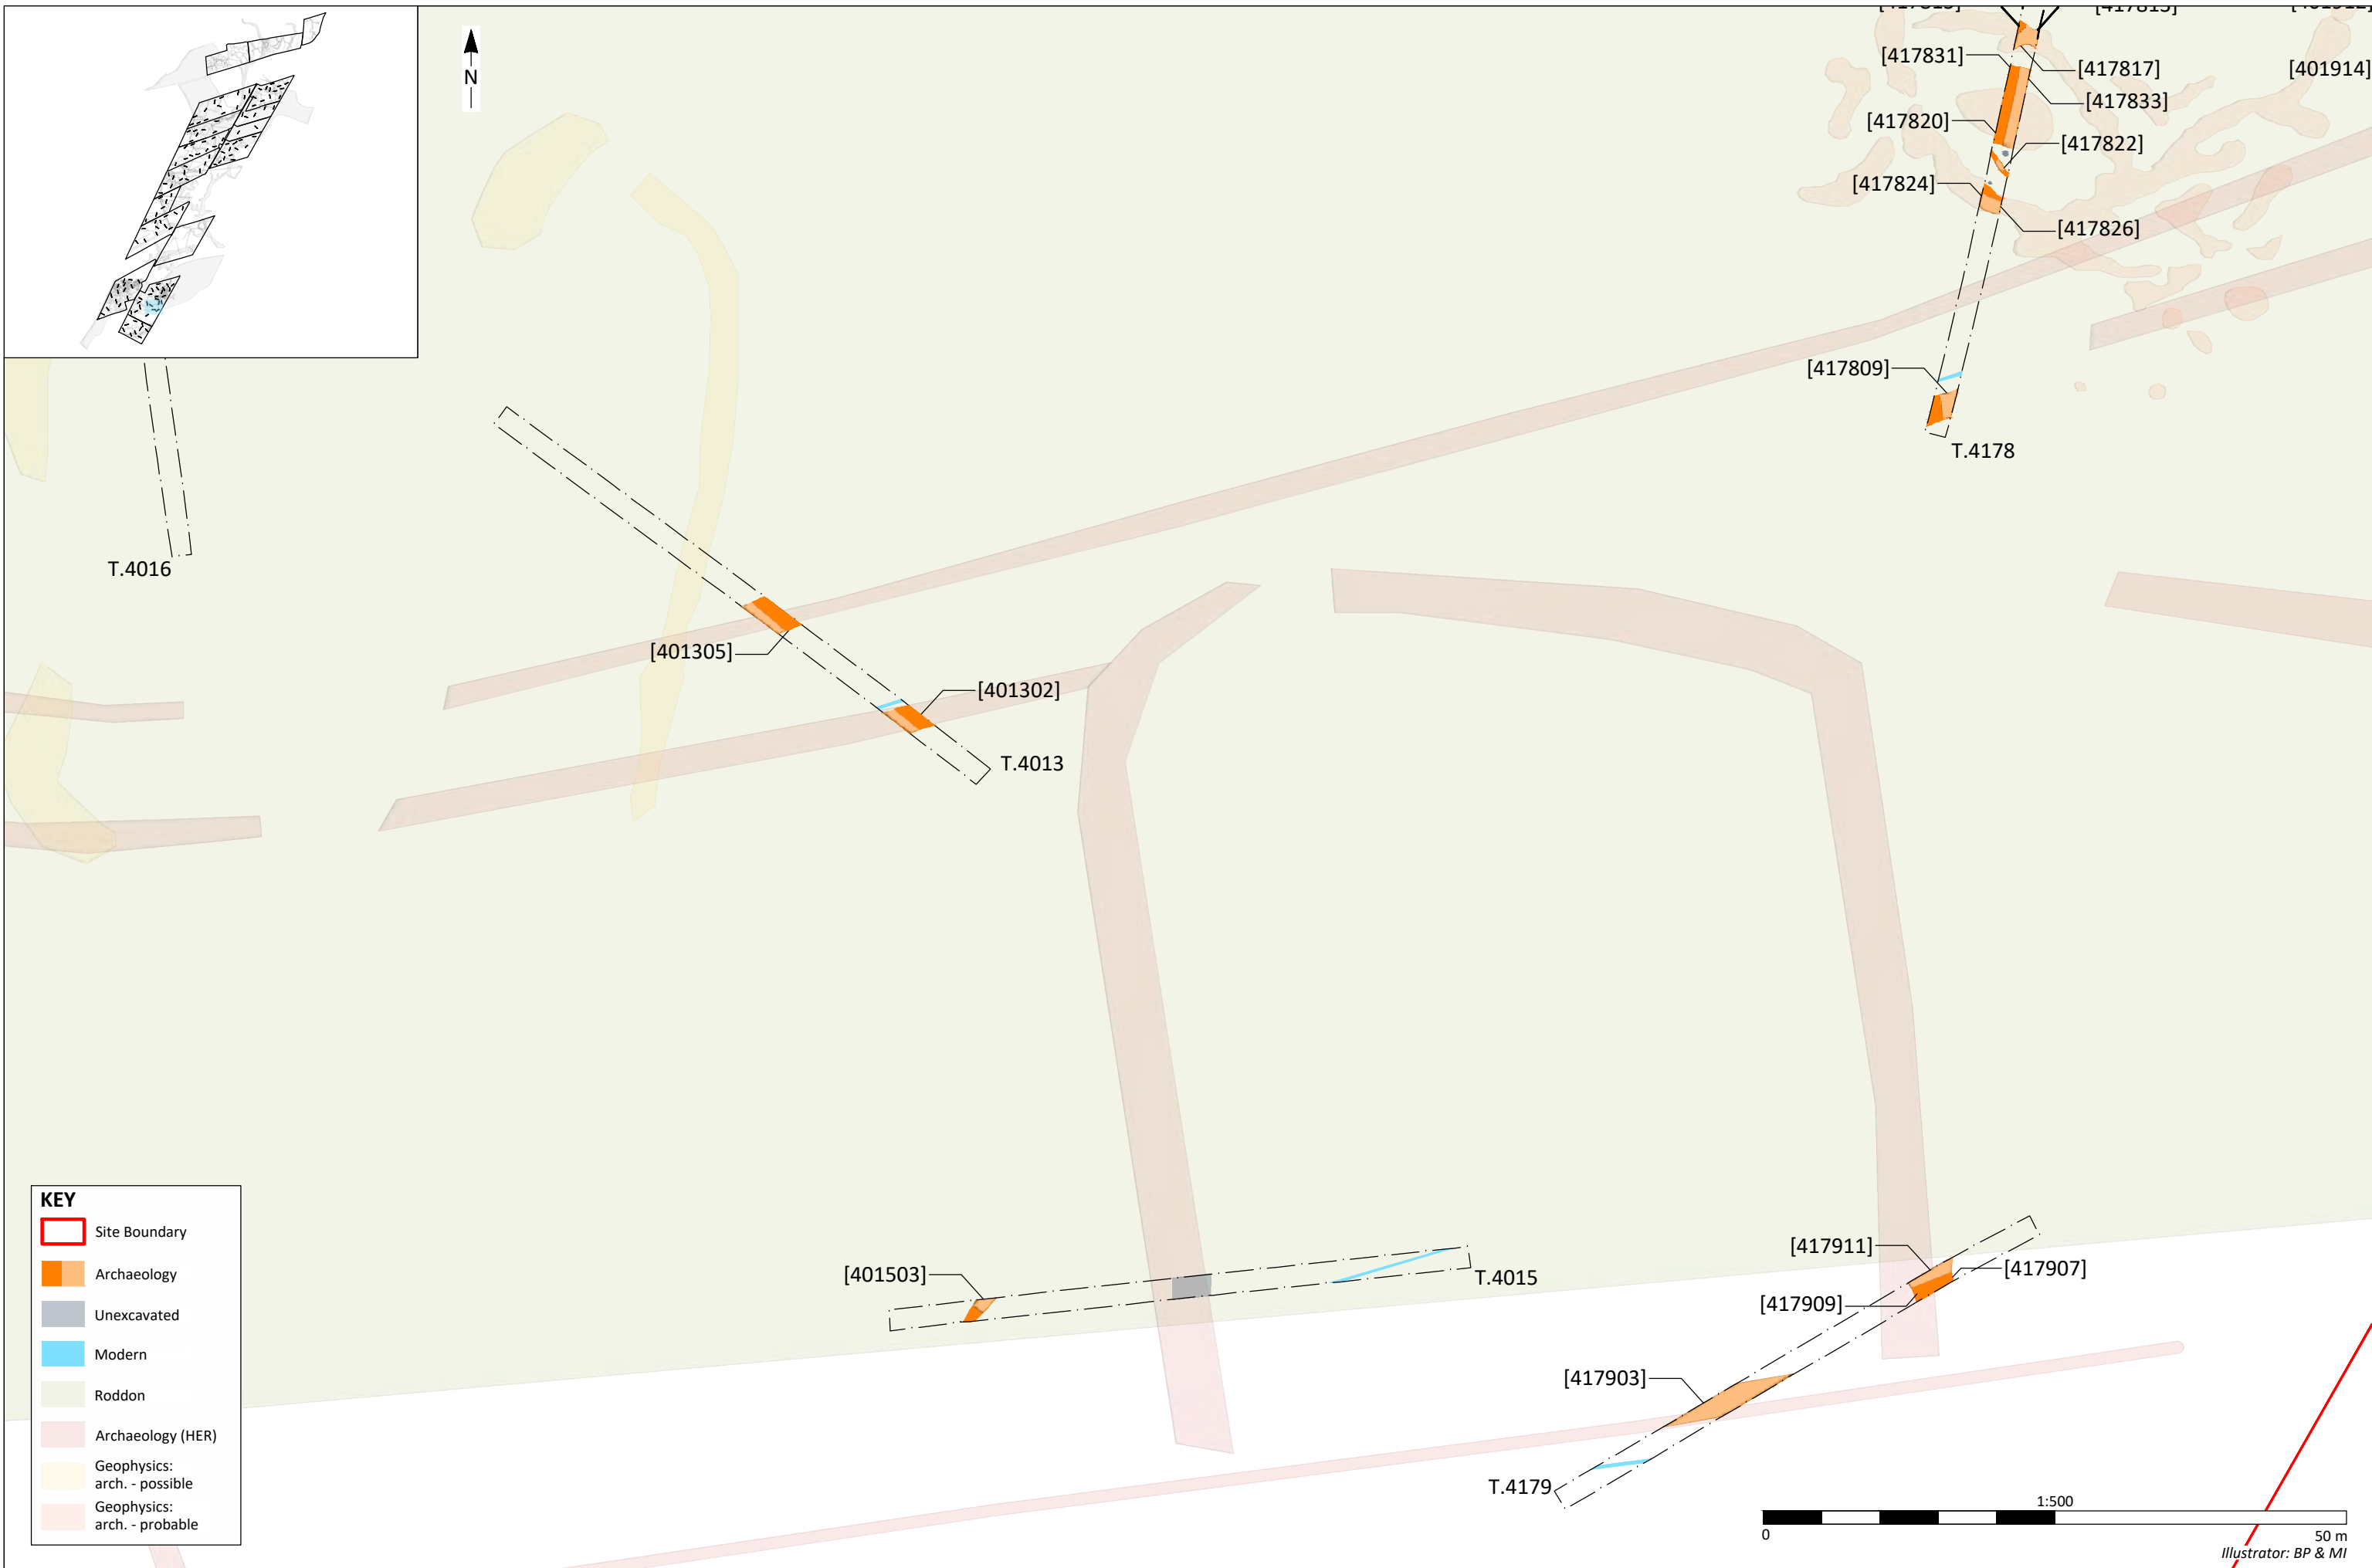 N
[417831]
[417817]
[401914]
[417833]
[417820]
[417822]
[417824]
[417826]
[417809]
T.4178
T.4016
[401305]
[401302]
T.4013
KEY
Site Boundary
Archaeology
Unexcavated
Modern
Roddon
Archaeology (HER)
Geophysics:
arch. - possible
Geophysics:
arch. - probable
[401503]
T.4015
[417911]
[417907]
[417909]
[417903]
T.4179
1:500
0
50 m
Illustrator: BP & MI